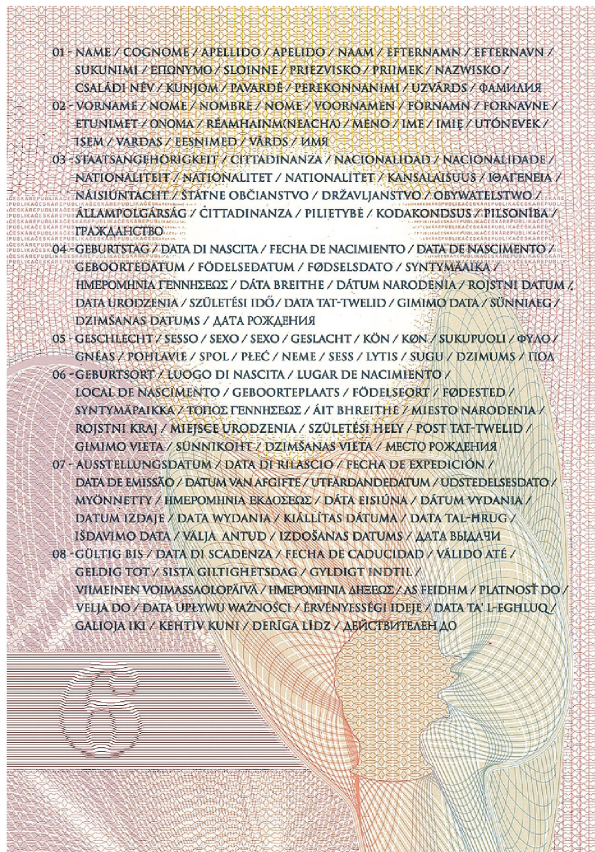 01 - NAME / COGNOME / APELLIDO / APELIDO / NAAM / EFTERNAMN / EFTERNAVN /
SUKUNIMI / ΕΠΩΝΥΜΟ / SLOINNE / PRIEZVISKO / PRIIMEK / NAZWISKO /
CSALÁDI NÉV / KUNJOM / PAVARDĖ / PEREKONNANIMI / UZVĀRDS / ФАМИЛИЯ
02 - VORNAME / NOME / NOMBRE / NOME / VOORNAMEN / FÖRNAMN / FORNAVNE /
ETUNIMET / ΟΝΟΜΑ / RÉAMHAINM(NEACHA) / MENO / IME / IMIĘ / UTÓNEVEK /
ISEM / VARDAS / EESNIMED / VĀRDS / ИМЯ
03 - STAATSANGEHÖRIGKEIT / CITTADINANZA / NACIONALIDAD / NACIONALIDADE /
NATIONALITEIT / NATIONALITET / NATIONALITET / KANSALAISUUS / ΙΘΑΓΕΝΕΙΑ /
NÁISIÚNTACHT / ŠTÁTNE OBČIANSTVO / DRŽAVLJANSTVO / OBYWATELSTWO /
ÁLLAMPOLGÁRSÁG / ĊITTADINANZA / PILIETYBĖ / KODAKONDSUS / PILSONĪBA /
ГРАЖДАНСТВО
04 - GEBURTSTAG / DATA DI NASCITA / FECHA DE NACIMIENTO / DATA DE NASCIMENTO /
GEBOORTEDATUM / FÖDELSEDATUM / FØDSELSDATO / SYNTYMÄAIKA /
ΗΜΕΡΟΜΗΝΙΑ ΓΕΝΝΗΣΕΩΣ / DÁTA BREITHE / DÁTUM NARODENIA / ROJSTNI DATUM /
DATA URODZENIA / SZÜLETÉSI IDŐ / DATA TAT-TWELID / GIMIMO DATA / SÜNNIAEG /
DZIMŠANAS DATUMS / ДАТА РОЖДЕНИЯ
05 - GESCHLECHT / SESSO / SEXO / SEXO / GESLACHT / KÖN / KØN / SUKUPUOLI / ΦΥΛΟ /
GNÉAS / POHLAVIE / SPOL / PŁEĆ / NEME / SESS / LYTIS / SUGU / DZIMUMS / ПОЛ
06 - GEBURTSORT / LUOGO DI NASCITA / LUGAR DE NACIMIENTO /
LOCAL DE NASCIMENTO / GEBOORTEPLAATS / FÖDELSEORT / FØDESTED /
SYNTYMÄPAIKKA / ΤΟΠΟΣ ΓΕΝΝΗΣΕΩΣ / ÁIT BHREITHE / MIESTO NARODENIA /
ROJSTNI KRAJ / MIEJSCE URODZENIA / SZÜLETÉSI HELY / POST TAT-TWELID /
GIMIMO VIETA / SÜNNIKOHT / DZIMŠANAS VIETA / МЕСТО РОЖДЕНИЯ
07 - AUSSTELLUNGSDATUM / DATA DI RILASCIO / FECHA DE EXPEDICIÓN /
DATA DE EMISSÃO / DATUM VAN AFGIFTE / UTFÄRDANDEDATUM / UDSTEDELSESDATO /
MYÖNNETTY / ΗΜΕΡΟΜΗΝΙΑ ΕΚΔΟΣΕΩΣ / DÁTA EISIÚNA / DÁTUM VYDANIA /
DATUM IZDAJE / DATA WYDANIA / KIÁLLÍTAS DÁTUMA / DATA TAL-ĦRUG /
IŠDAVIMO DATA / VÄLJA ANTUD / IZDOŠANAS DATUMS / ДАТА ВЫДАЧИ
08 - GÜLTIG BIS / DATA DI SCADENZA / FECHA DE CADUCIDAD / VÁLIDO ATÉ /
GELDIG TOT / SISTA GILTIGHETSDAG / GYLDIGT INDTIL /
VIIMEINEN VOIMASSAOLOPÄIVÄ / ΗΜΕΡΟΜΗΝΙΑ ΛΗΞΕΩΣ / AS FEIDHM / PLATNOSŤ DO /
VELJA DO / DATA UPŁYWU WAŻNOŚCI / ÉRVÉNYESSÉGI IDEJE / DATA TA' L-EGHLUQ /
GALIOJA IKI / KEHTIV KUNI / DERĪGA LĪDZ / ДЕЙСТВИТЕЛЕН ДО
6